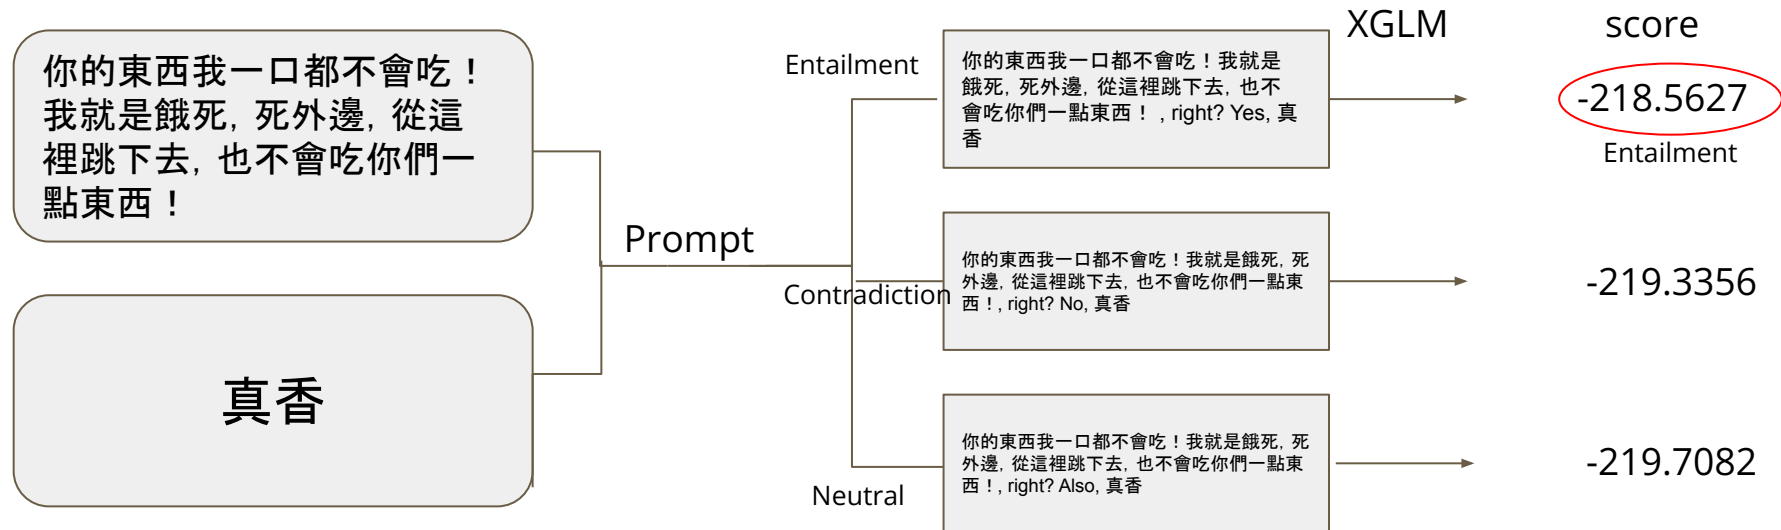 你的東西我一口都不會吃！
我就是餓死, 死外邊, 從這
裡跳下去, 也不會吃你們一
點東西！
真香
Prompt
Entailment
Contradiction
Neutral
你的東西我一口都不會吃！我就是
餓死, 死外邊, 從這裡跳下去, 也不
會吃你們一點東西！ , right? Yes, 真
香
你的東西我一口都不會吃！我就是餓死, 死
外邊, 從這裡跳下去, 也不會吃你們一點東
西！, right? No, 真香
你的東西我一口都不會吃！我就是餓死, 死
外邊, 從這裡跳下去, 也不會吃你們一點東
西！, right? Also, 真香
XGLM
score
-218.5627
Entailment
-219.3356
-219.7082